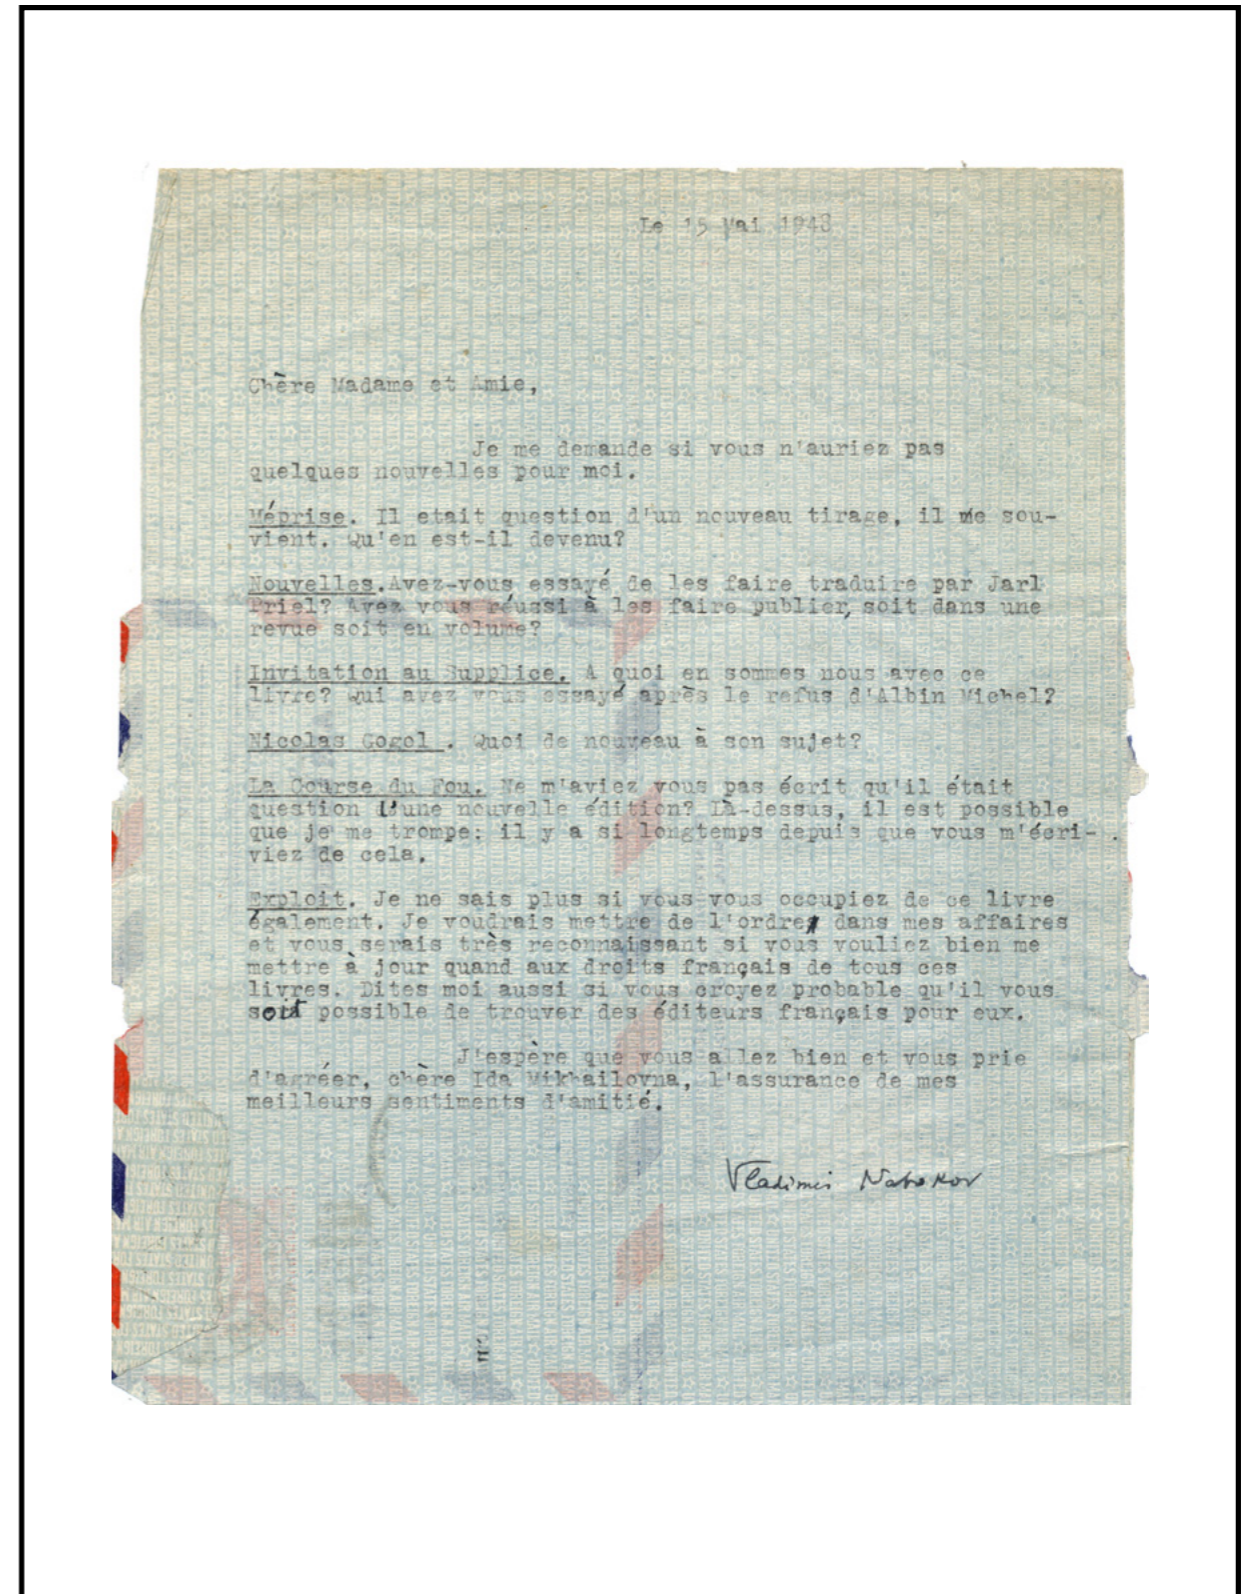 Le 15 Mai 1948
Chère Madame et Amie,
Je me demande si vous n'auriez pas
quelques nouvelles pour moi.
Méprise. Il etait question d'un nouveau tirage, il me sou-
vient. Qu'en est-il devenu?
Nouvelles.Avez-vous essayé de les faire traduire par Jarl
Priel? Avez vous réussi à les faire publier, soit dans une
revue soit en volume?
Invitation au Supplice. A quoi en sommes nous avec ce
livre? Qui avez vous essayé après le refus d'Albin Michel?
Nicolas Gogol . Quoi de nouveau à son sujet?
La Course du Fou. Ne m'aviez vous pas écrit qu'il était
question d'une nouvelle édition? Là-dessus, il est possible
que je me trompe: il y a si longtemps depuis que vous m'écri-
viez de cela.
Exploit. Je ne sais plus si vous vous occupiez de ce livre
également. Je voudrais mettre de l'ordre dans mes affaires
et vous serais très reconnaissant si vous vouliez bien me
mettre à jour quand aux droits français de tous ces
livres. Dites moi aussi si vous croyez probable qu'il vous
soit possible de trouver des éditeurs français pour eux.
J'espère que vous allez bien et vous prie
d'agréer, chère Ida Mikhailovna, l'assurance de mes
meilleurs sentiments d'amitié.
Vladimir Nabokov